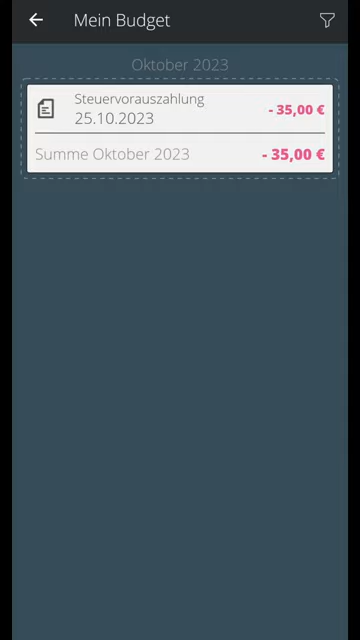 Mein Budget
Oktober 2023
Steuervorauszahlung
25.10.2023
- 35,00 €
Summe Oktober 2023
- 35,00 €